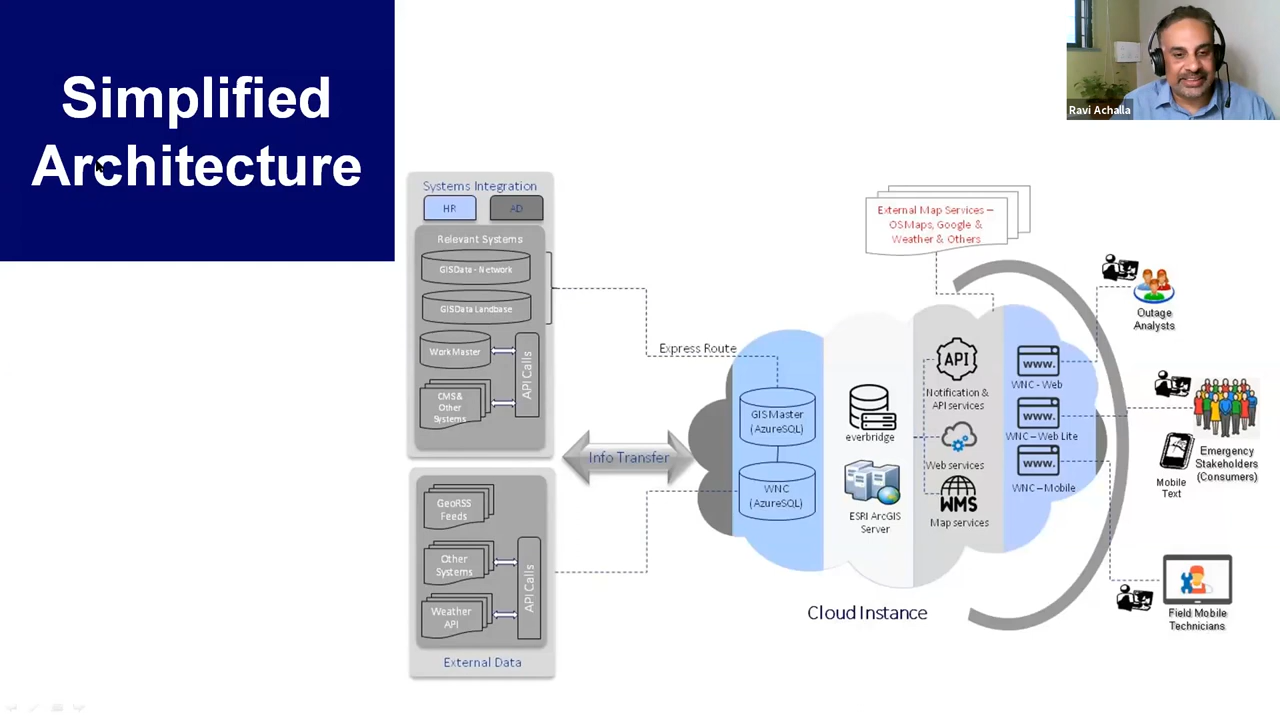 Simplified
Architecture
Ravi Achalla
Systems Integration
HR
AD
Relevant Systems
GISData - Network
GISData Landbase
Work Master
CMS &
Other
Systems
API Calls
GeoRSS
Feeds
Other
Systems
Weather
API
API Calls
External Data
Express Route
Info Transfer
External Map Services –
OSMaps, Google &
Weather & Others
GIS Master
(AzureSQL)
WNC
(AzureSQL)
everbridge
ESRI ArcGIS
Server
API
Notification &
API services
Web services
WMS
Map services
www.
WNC - Web
www.
WNC – Web Lite
www.
WNC – Mobile
Cloud Instance
Outage
Analysts
Emergency
Stakeholders
(Consumers)
Mobile
Text
Field Mobile
Technicians